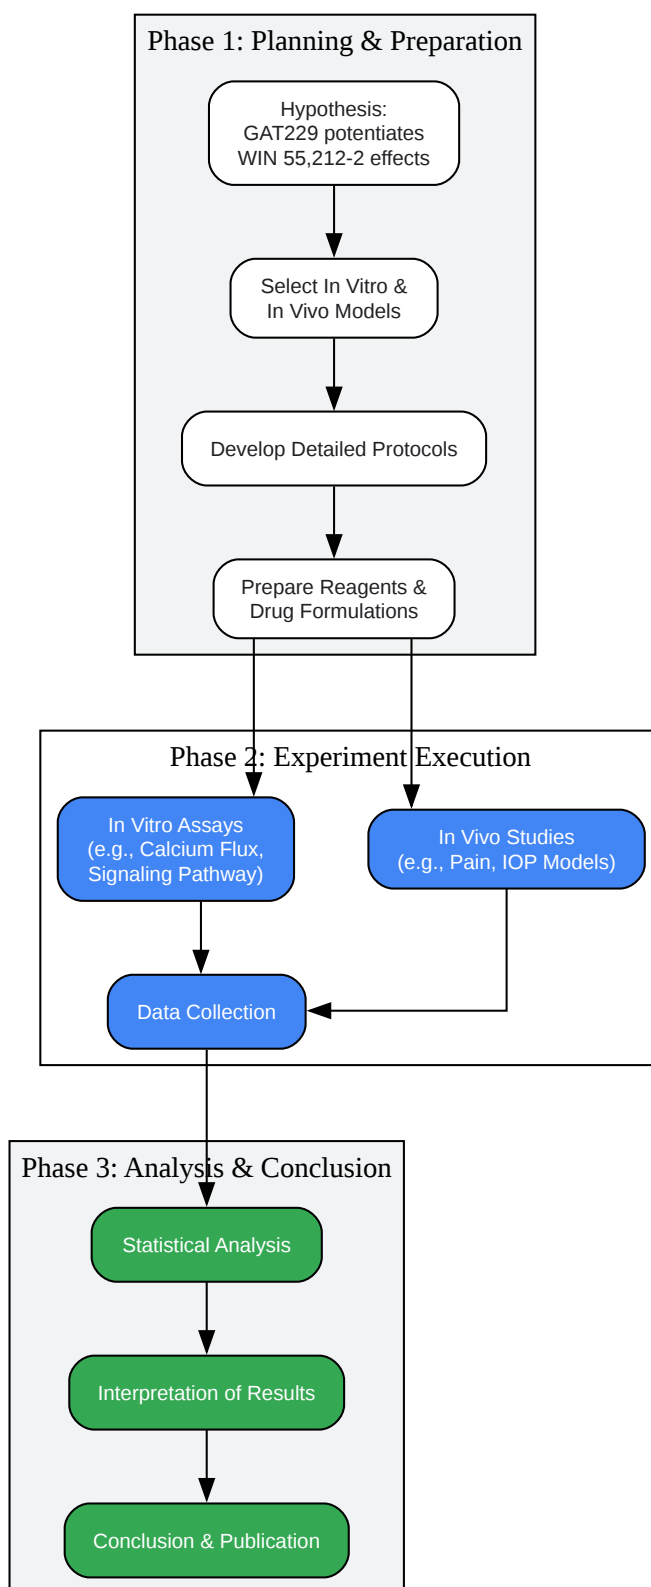 Phase 1: Planning & Preparation
Hypothesis:
GAT229 potentiates
WIN 55,212-2 effects
Select In Vitro &
In Vivo Models
Develop Detailed Protocols
Prepare Reagents &
Drug Formulations
Phase 2: Experiment Execution
In Vitro Assays
(e.g., Calcium Flux,
Signaling Pathway)
In Vivo Studies
(e.g., Pain, IOP Models)
Data Collection
Phase 3: Analysis & Conclusion
Statistical Analysis
Interpretation of Results
Conclusion & Publication